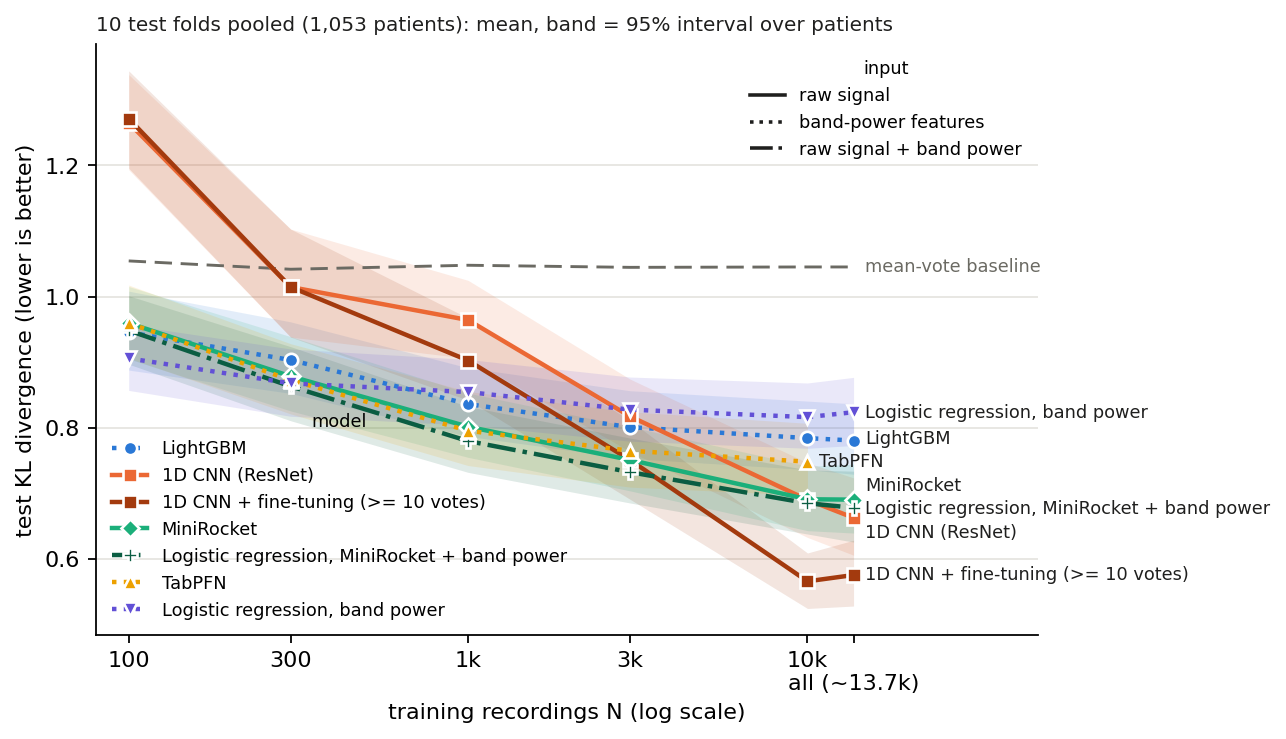 10 test folds pooled (1,053 patients): mean, band = 95% interval over patients
input
raw signal
band-power features
raw signal + band power
test KL divergence (lower is better)
1.2
1.0
0.8
0.6
mean-vote baseline
Logistic regression, band power
LightGBM
TabPFN
MiniRocket
Logistic regression, MiniRocket + band power
1D CNN (ResNet)
1D CNN + fine-tuning (>= 10 votes)
model
LightGBM
1D CNN (ResNet)
1D CNN + fine-tuning (>= 10 votes)
MiniRocket
Logistic regression, MiniRocket + band power
TabPFN
Logistic regression, band power
100
300
1k
3k
10k
all (~13.7k)
training recordings N (log scale)